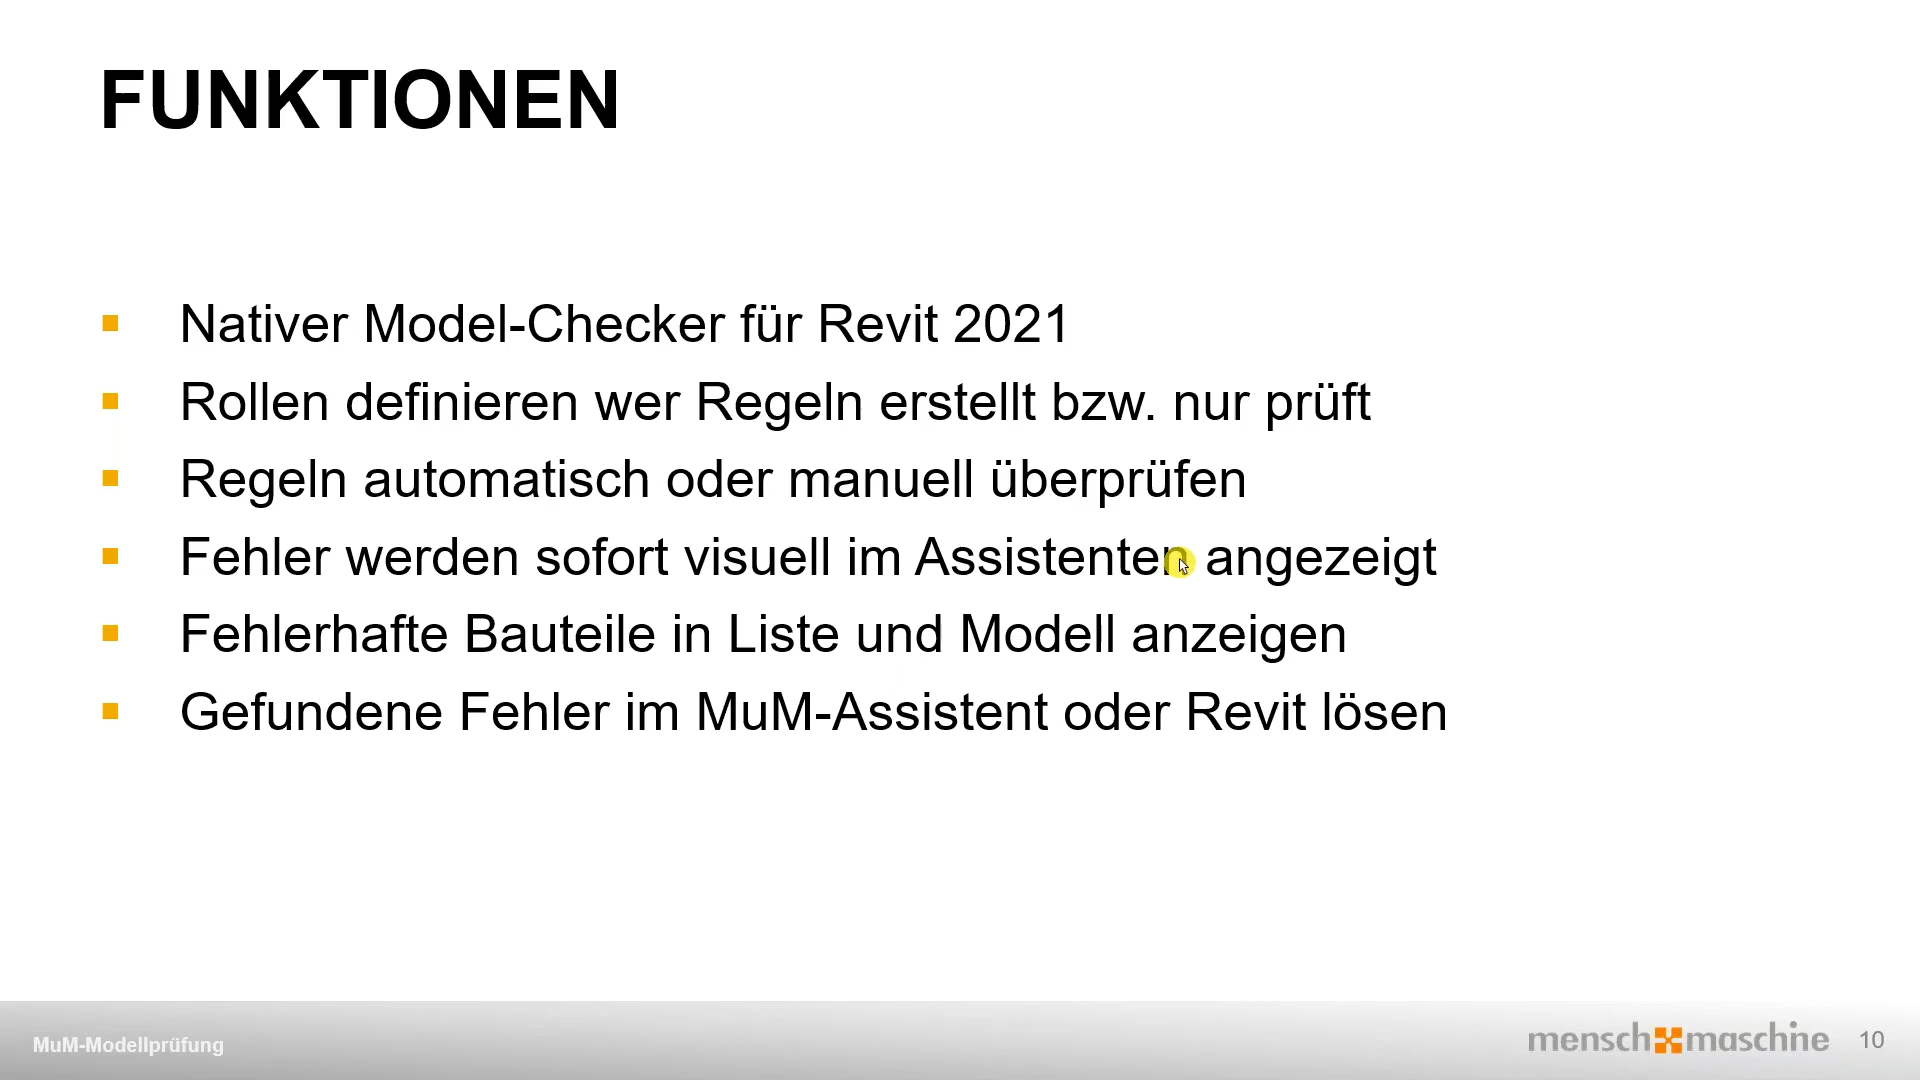 FUNKTIONEN
Nativer Model-Checker für Revit 2021
Rollen definieren wer Regeln erstellt bzw. nur prüft
Regeln automatisch oder manuell überprüfen
Fehler werden sofort visuell im Assistenten angezeigt
Fehlerhafte Bauteile in Liste und Modell anzeigen
Gefundene Fehler im MuM-Assistent oder Revit lösen
MuM-Modellprüfung
mensch maschine
10